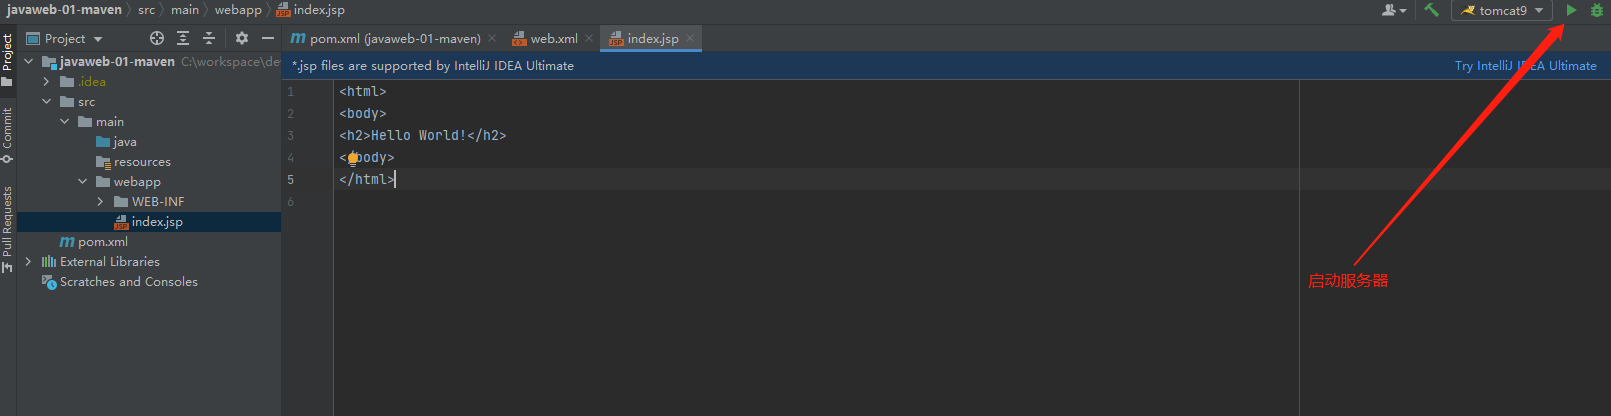 javaweb-01-maven src main webapp index.jsp
tomcat9
Project
pom.xml (javaweb-01-maven)
web.xml
index.jsp
*.jsp files are supported by IntelliJ IDEA Ultimate
Try IntelliJ IDEA Ultimate
Project
Commit
Pull Requests
javaweb-01-maven C:\workspace\de
.idea
src
main
java
resources
webapp
WEB-INF
index.jsp
pom.xml
External Libraries
Scratches and Consoles
1 <html>
2 <body>
3 <h2>Hello World!</h2>
4 </body>
5 </html>
6
启动服务器